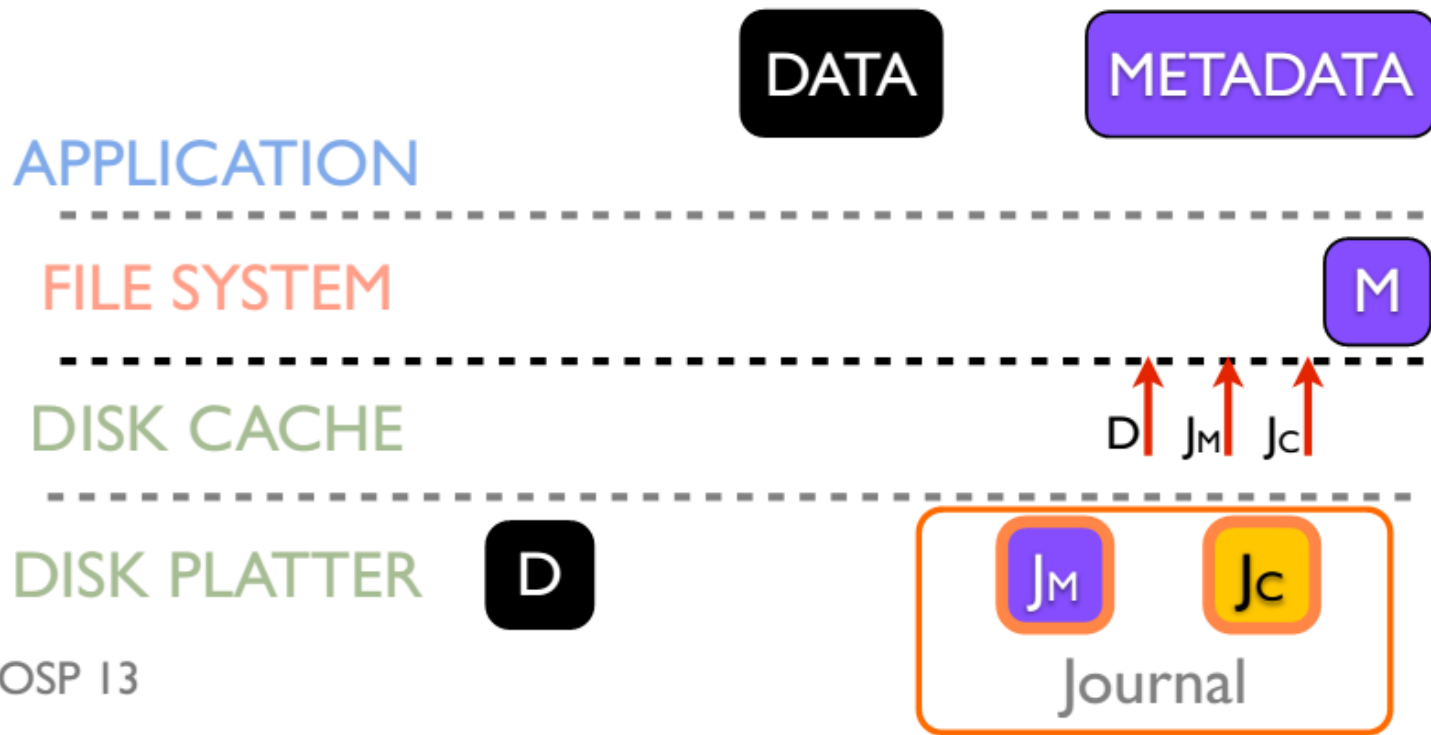 DATA METADATA
APPLICATION
FILE SYSTEM M
DISK CACHE D JM JC
DISK PLATTER D JM JC
OSP 13 Journal